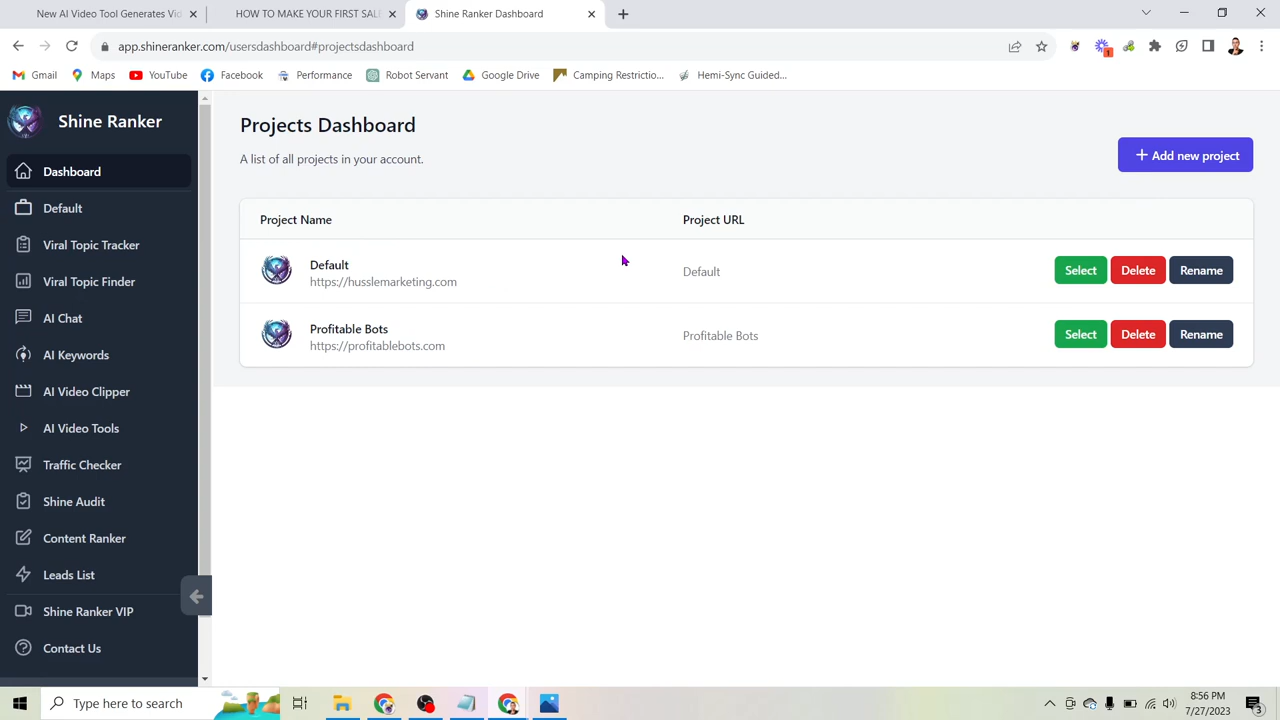 New AI Video Tool Generates Vid
HOW TO MAKE YOUR FIRST SAL
Shine Ranker Dashboard
app.shineranker.com/usersdashboard#projectsdashboard
1
Gmail
Maps
YouTube
Facebook
Performance
Robot Servant
Google Drive
Camping Restrictio...
Hemi-Sync Guided...
Shine Ranker
Dashboard
Default
Viral Topic Tracker
Viral Topic Finder
AI Chat
AI Keywords
AI Video Clipper
AI Video Tools
Traffic Checker
Shine Audit
Content Ranker
Leads List
Shine Ranker VIP
Contact Us
Projects Dashboard
A list of all projects in your account.
+ Add new project
Project Name Project URL
Default
https://husslemarketing.com
Default
Select Delete Rename
Profitable Bots
https://profitablebots.com
Profitable Bots
Select Delete Rename
Type here to search
8:56 PM
7/27/2023
3